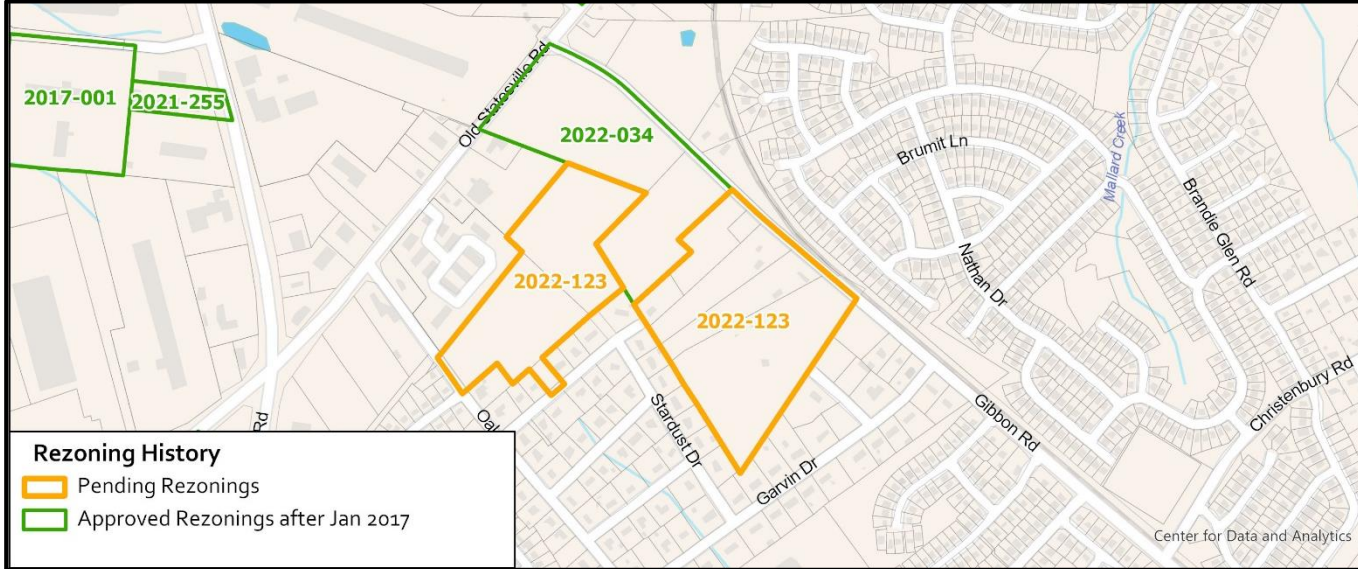 2017-001
2021-255
Old Statesville Rd
2022-034
Brumit Ln
Mallard Creek
Brandie Glen Rd
Nathan Dr
2022-123
2022-123
Christenbury Rd
Stardust Dr
Gibbon Rd
Garvin Dr
Rd
Rezoning History
Pending Rezonings
Approved Rezonings after Jan 2017
Center for Data and Analytics